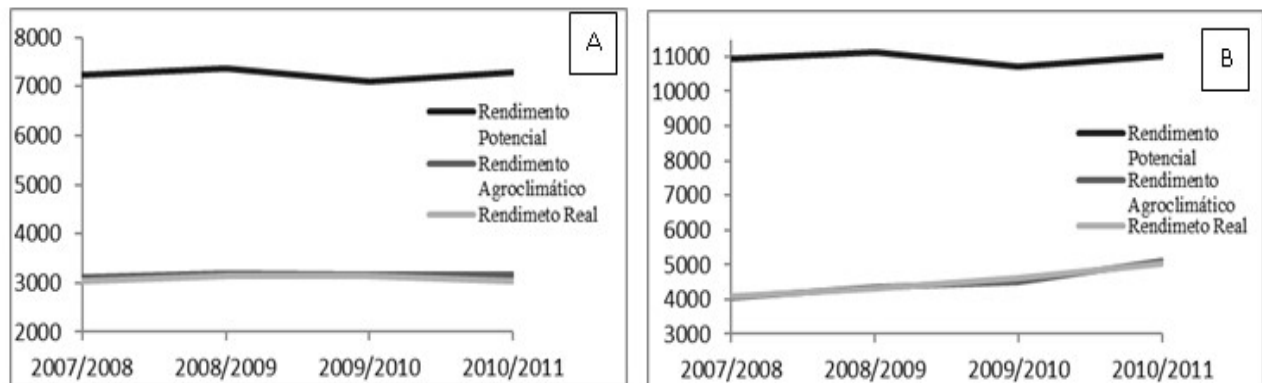 A
8000
7000
6000
5000
4000
3000
2000
2007/2008 2008/2009 2009/2010 2010/2011
Rendimento
Potencial
Rendimento
Agroclimático
Rendimeto Real
B
11000
10000
9000
8000
7000
6000
5000
4000
3000
2007/2008 2008/2009 2009/2010 2010/2011
Rendimento
Potencial
Rendimento
Agroclimático
Rendimeto Real